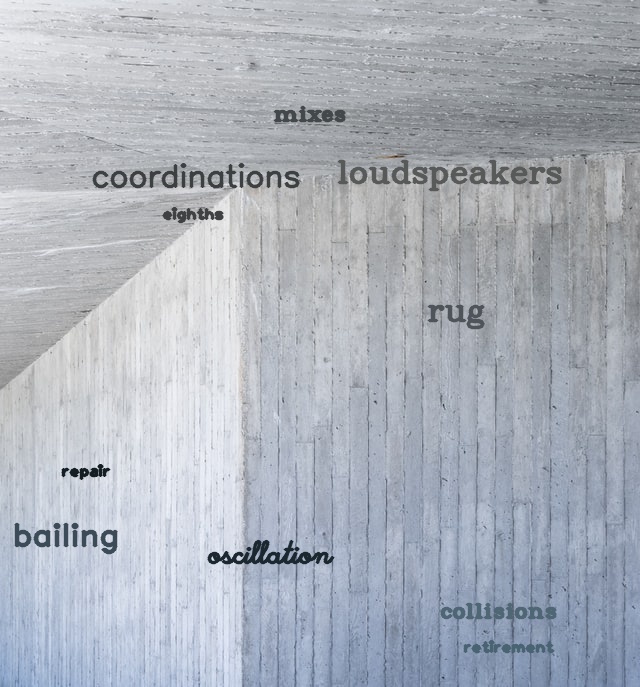 mixes
coordinations loudspeakers
eighths
rug
repair
bailing
oscillation
collisions
retirement